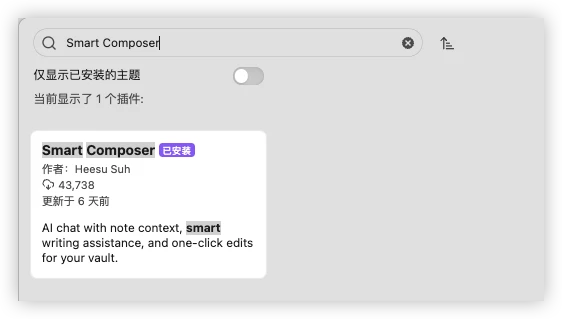 Smart Composer
仅显示已安装的主题
当前显示了 1 个插件:
Smart Composer 已安装
作者：Heesu Suh
43,738
更新于 6 天前
AI chat with note context, smart
writing assistance, and one-click edits
for your vault.